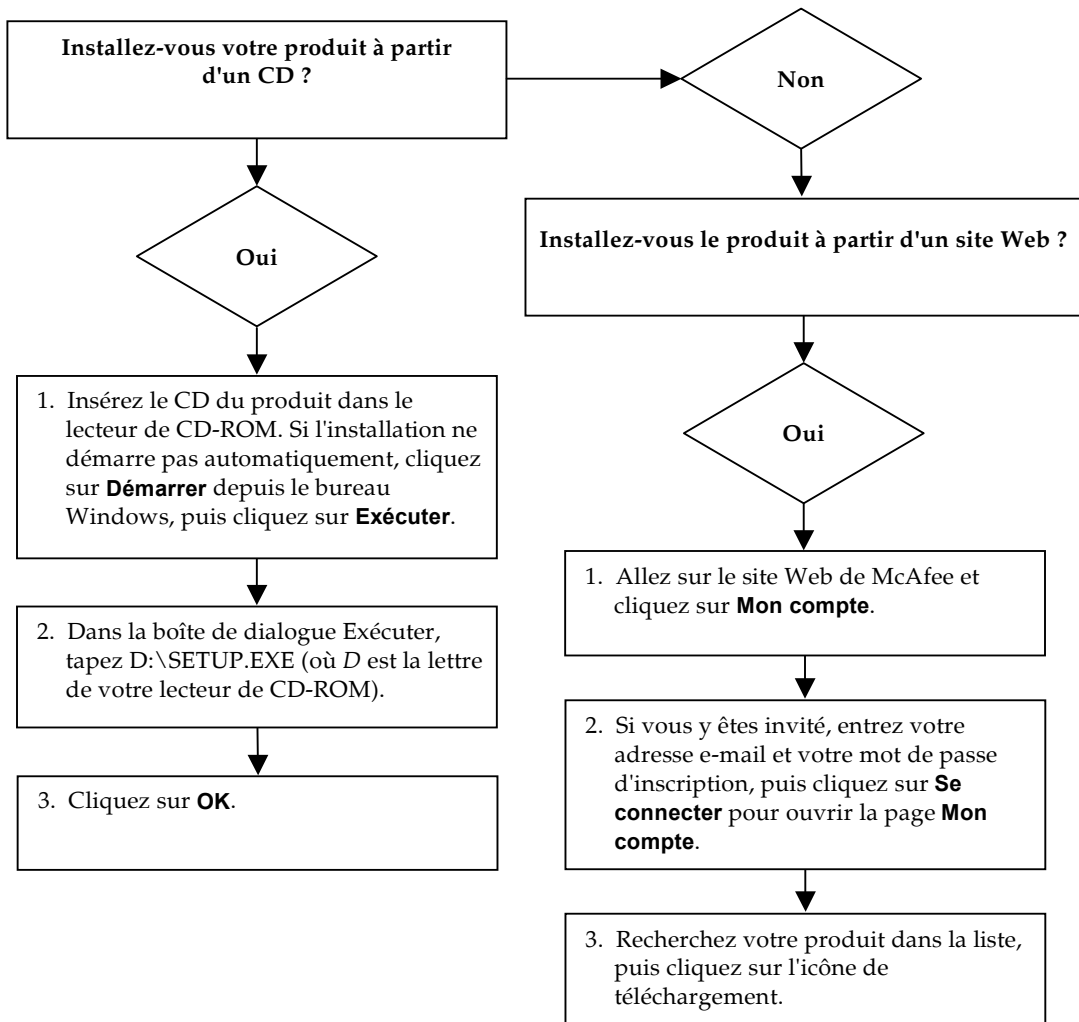 Installez-vous votre produit à partir
d'un CD ?
Non
Oui
Installez-vous le produit à partir d'un site Web ?
Oui
1. Insérez le CD du produit dans le
lecteur de CD-ROM. Si l'installation ne
démarre pas automatiquement, cliquez
sur Démarrer depuis le bureau
Windows, puis cliquez sur Exécuter.
2. Dans la boîte de dialogue Exécuter,
tapez D:\SETUP.EXE (où D est la lettre
de votre lecteur de CD-ROM).
3. Cliquez sur OK.
1. Allez sur le site Web de McAfee et
cliquez sur Mon compte.
2. Si vous y êtes invité, entrez votre
adresse e-mail et votre mot de passe
d'inscription, puis cliquez sur Se
connecter pour ouvrir la page Mon
compte.
3. Recherchez votre produit dans la liste,
puis cliquez sur l'icône de
téléchargement.